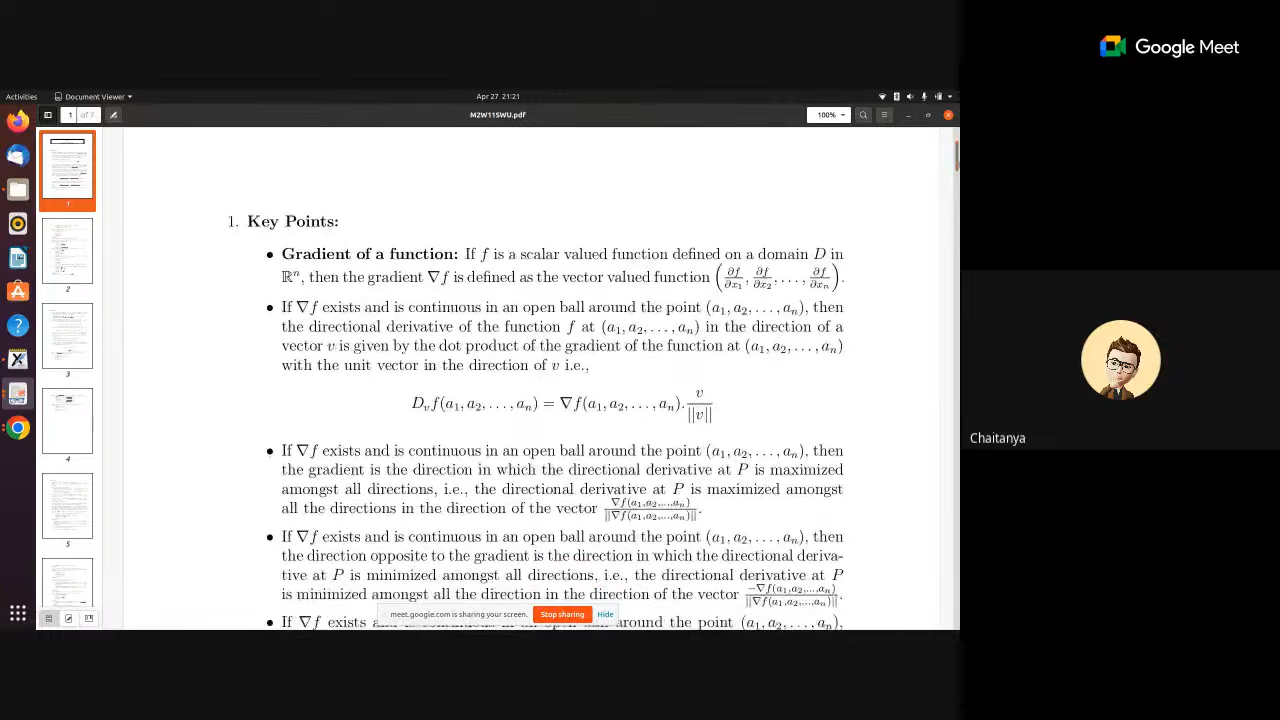 Google Meet
Activities
Document Viewer
Apr 27 21:21
1 of 7
M2W11SWU.pdf
100%
1
2
3
4
5
1. Key Points:
• Gradient of a function: If f is a scalar valued function defined on a domain D in
ℝⁿ, then the gradient ∇f is defined as the vector valued function (∂f/∂x₁, ∂f/∂x₂, . . . , ∂f/∂xₙ).
• If ∇f exists and is continuous in an open ball around the point (a₁, a₂, . . . , aₙ), then
the directional derivative of the function f at (a₁, a₂, . . . , aₙ) in the direction of a
vector v is given by the dot product of the gradient of the function at (a₁, a₂, . . . , aₙ)
with the unit vector in the direction of v i.e.,
Dᵥf(a₁, a₂, . . . , aₙ) = ∇f(a₁, a₂, . . . , aₙ). v/||v||
• If ∇f exists and is continuous in an open ball around the point (a₁, a₂, . . . , aₙ), then
the gradient is the direction in which the directional derivative at P is maximized
amongst all directions, i.e., the directional derivative at P is maximized amongst
all the directions in the direction of the vector ∇f(a₁,a₂,...,aₙ)/||∇f(a₁,a₂,...,aₙ)||.
• If ∇f exists and is continuous in an open ball around the point (a₁, a₂, . . . , aₙ), then
the direction opposite to the gradient is the direction in which the directional deriva-
tive at P is minimized amongst all directions, i.e., the directional derivative at P
is minimized amongst all the direction in the direction of the vector −∇f(a₁,a₂,...,aₙ)/||∇f(a₁,a₂,...,aₙ)||.
• If ∇f exists around the point (a₁, a₂, . . . , aₙ),
meet.google.com is sharing your screen.
Stop sharing
Hide
Chaitanya